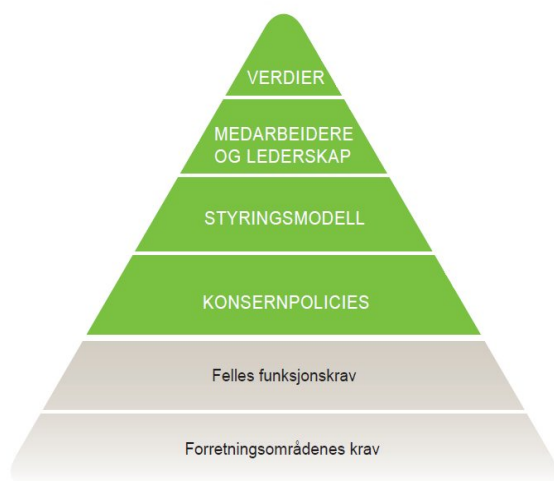 VERDIER
MEDARBEIDERE
OG LEDERSKAP
STYRINGSMODELL
KONSERNPOLICIES
Felles funksjonskrav
Forretningsområdenes krav